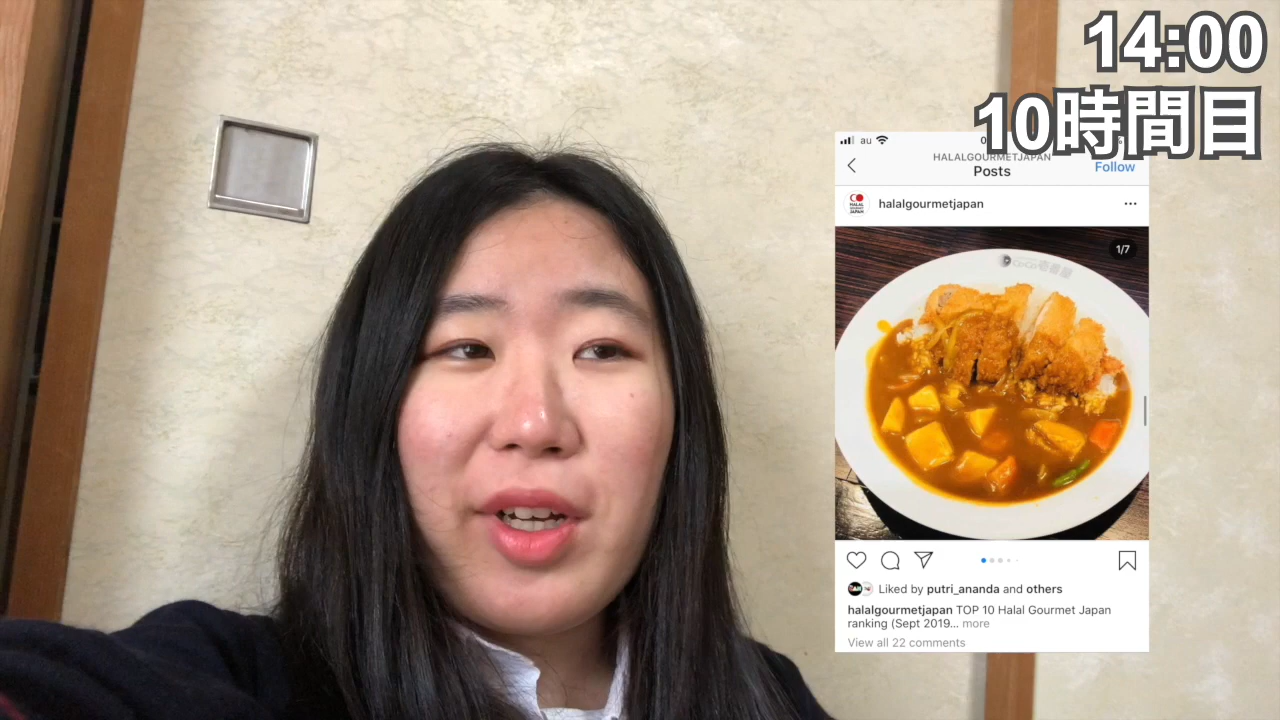 14:00
10時間目
au
HALALGOURMETJAPAN
Posts
Follow
halalgourmetjapan
1/7
Liked by putri_ananda and others
halalgourmetjapan TOP 10 Halal Gourmet Japan
ranking (Sept 2019... more
View all 22 comments